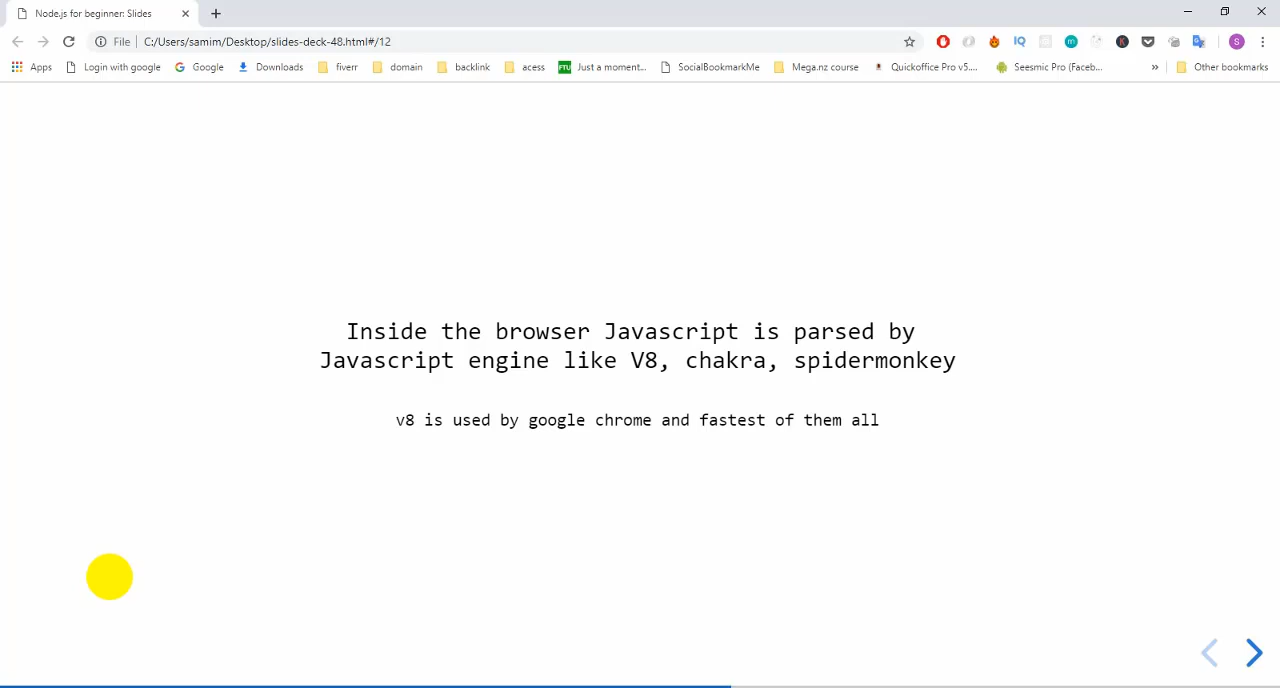 Node.js for beginner: Slides
File C:/Users/samim/Desktop/slides-deck-48.html#/12
IQ m K S
Apps Login with google Google Downloads fiverr domain backlink acess FTU Just a moment... SocialBookmarkMe Mega.nz course Quickoffice Pro v5.... Seesmic Pro (Faceb... » Other bookmarks
Inside the browser Javascript is parsed by
Javascript engine like V8, chakra, spidermonkey
v8 is used by google chrome and fastest of them all